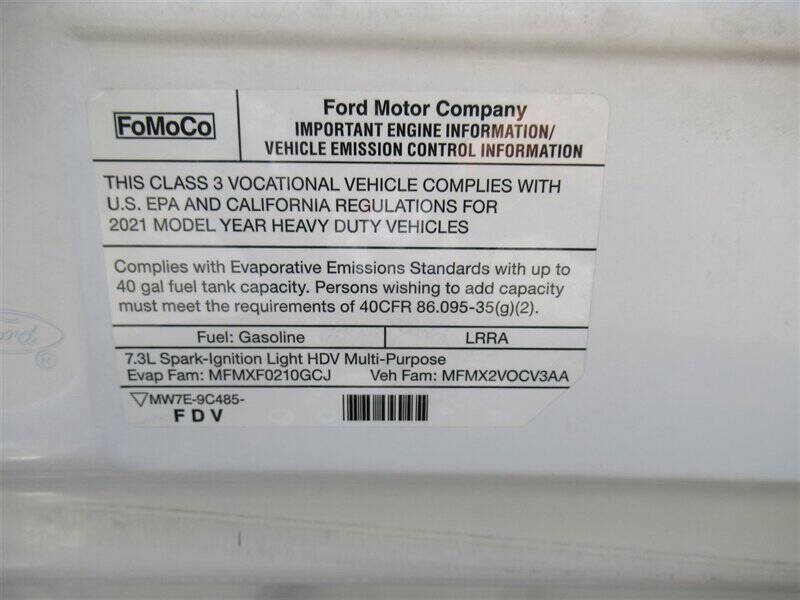 FoMoCo
Ford Motor Company
IMPORTANT ENGINE INFORMATION/
VEHICLE EMISSION CONTROL INFORMATION
THIS CLASS 3 VOCATIONAL VEHICLE COMPLIES WITH
U.S. EPA AND CALIFORNIA REGULATIONS FOR
2021 MODEL YEAR HEAVY DUTY VEHICLES
Complies with Evaporative Emissions Standards with up to
40 gal fuel tank capacity. Persons wishing to add capacity
must meet the requirements of 40CFR 86.095-35(g)(2).
Fuel: Gasoline LRRA
7.3L Spark-Ignition Light HDV Multi-Purpose
Evap Fam: MFMXF0210GCJ Veh Fam: MFMX2VOCV3AA
▽MW7E-9C485-
F D V
ord ®